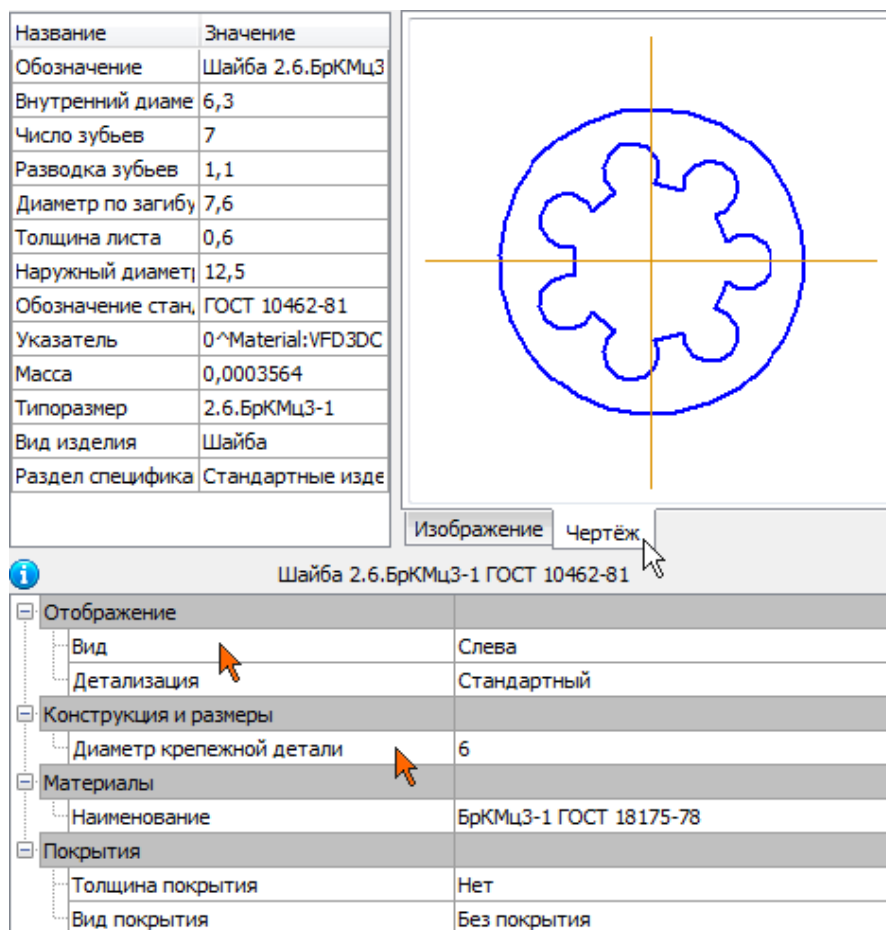 Название Значение
Обозначение Шайба 2.6.БрКМц3
Внутренний диаме 6,3
Число зубьев 7
Разводка зубьев 1,1
Диаметр по загибу 7,6
Толщина листа 0,6
Наружный диамет 12,5
Обозначение стан, ГОСТ 10462-81
Указатель 0^Material:VFD3DC
Масса 0,0003564
Типоразмер 2.6.БрКМц3-1
Вид изделия Шайба
Раздел специфика Стандартные изде
Изображение Чертёж
Шайба 2.6.БрКМц3-1 ГОСТ 10462-81
Отображение
Вид Слева
Детализация Стандартный
Конструкция и размеры
Диаметр крепежной детали 6
Материалы
Наименование БрКМц3-1 ГОСТ 18175-78
Покрытия
Толщина покрытия Нет
Вид покрытия Без покрытия